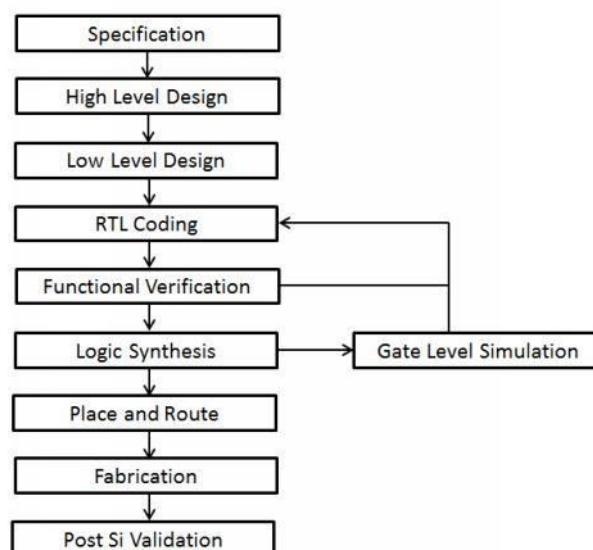 Specification
High Level Design
Low Level Design
RTL Coding
Functional Verification
Logic Synthesis
Gate Level Simulation
Place and Route
Fabrication
Post Si Validation